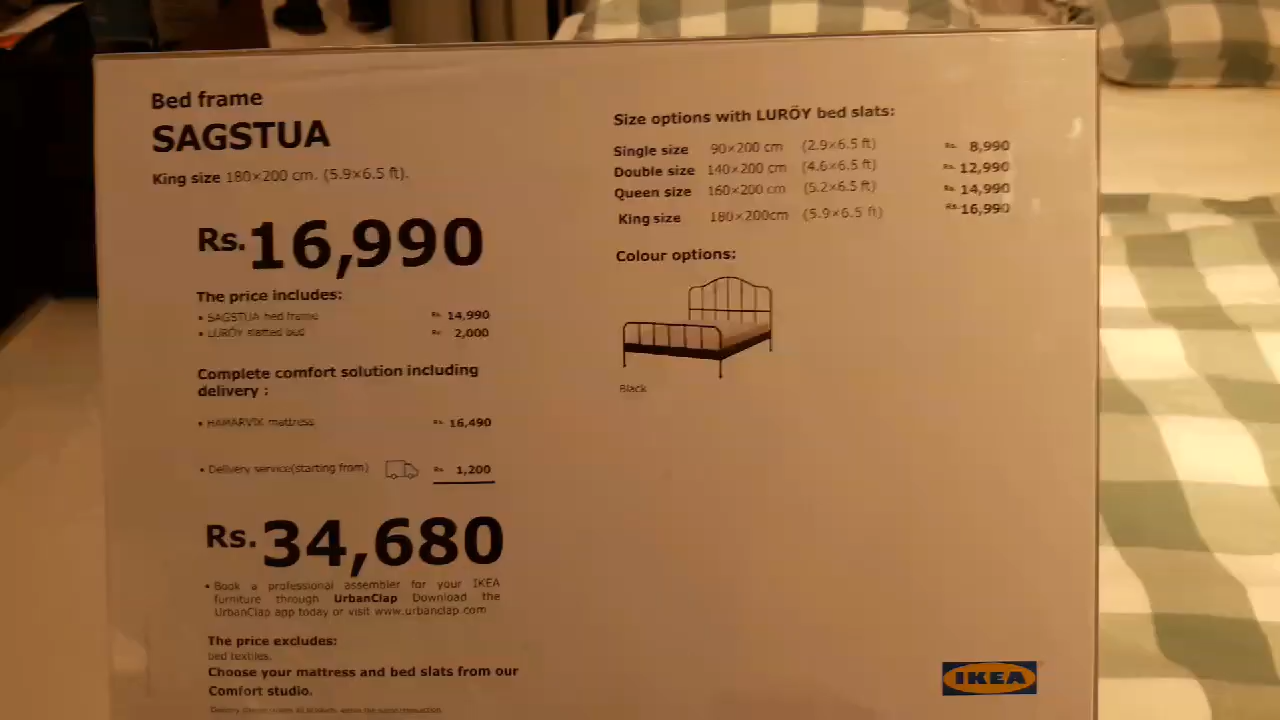 Bed frame
SAGSTUA
King size 180×200 cm. (5.9×6.5 ft).
Rs.16,990
The price includes:
• SAGSTUA bed frame Rs. 14,990
• LURÖY slatted bed Rs. 2,000
Complete comfort solution including
delivery :
• HAMARVIK mattress Rs. 16,490
• Delivery service(starting from) Rs. 1,200
Rs.34,680
• Book a professional assembler for your IKEA
furniture through UrbanClap Download the
UrbanClap app today or visit www.urbanclap.com
The price excludes:
bed textiles.
Choose your mattress and bed slats from our
Comfort studio.
Size options with LURÖY bed slats:
Single size 90×200 cm (2.9×6.5 ft) Rs. 8,990
Double size 140×200 cm (4.6×6.5 ft) Rs. 12,990
Queen size 160×200 cm (5.2×6.5 ft) Rs. 14,990
King size 180×200cm (5.9×6.5 ft) Rs. 16,990
Colour options:
Black
IKEA